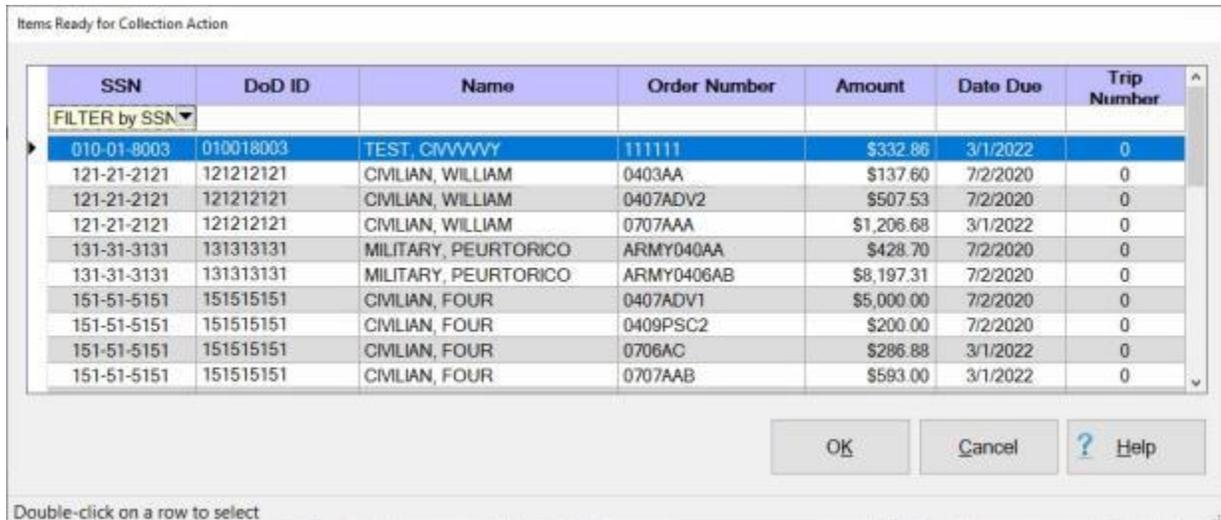 Items Ready for Collection Action
SSN DoD ID Name Order Number Amount Date Due Trip Number
FILTER by SSN
010-01-8003 010018003 TEST, CIVVVVVY 111111 $332.86 3/1/2022 0
121-21-2121 121212121 CIVILIAN, WILLIAM 0403AA $137.60 7/2/2020 0
121-21-2121 121212121 CIVILIAN, WILLIAM 0407ADV2 $507.53 7/2/2020 0
121-21-2121 121212121 CIVILIAN, WILLIAM 0707AAA $1,206.68 3/1/2022 0
131-31-3131 131313131 MILITARY, PEURTORICO ARMY040AA $428.70 7/2/2020 0
131-31-3131 131313131 MILITARY, PEURTORICO ARMY0406AB $8,197.31 7/2/2020 0
151-51-5151 151515151 CIVILIAN, FOUR 0407ADV1 $5,000.00 7/2/2020 0
151-51-5151 151515151 CIVILIAN, FOUR 0409PSC2 $200.00 7/2/2020 0
151-51-5151 151515151 CIVILIAN, FOUR 0706AC $286.88 3/1/2022 0
151-51-5151 151515151 CIVILIAN, FOUR 0707AAB $593.00 3/1/2022 0
OK Cancel ? Help
Double-click on a row to select